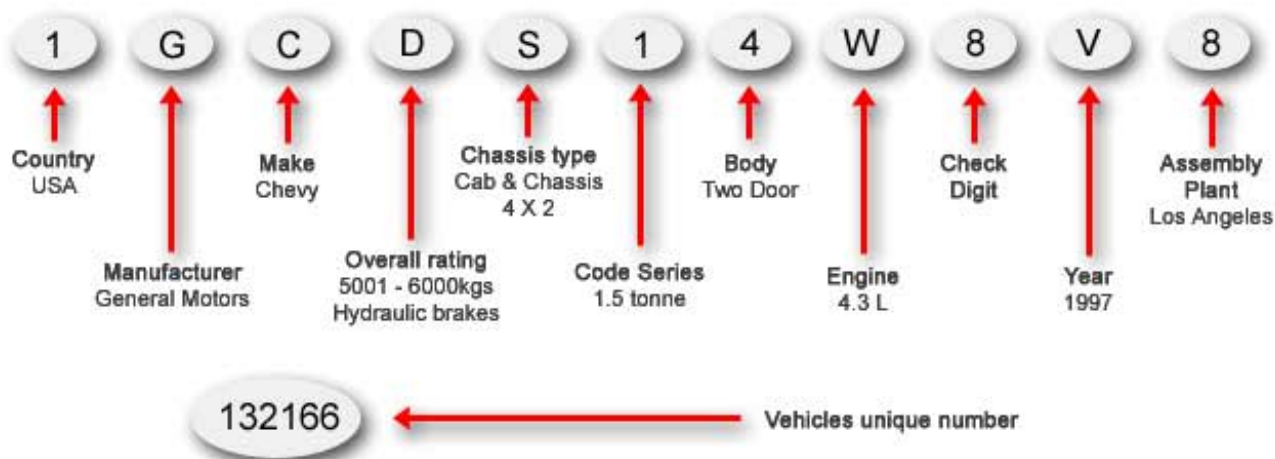 1 G C D S 1 4 W 8 V 8
Country
USA
Make
Chevy
Chassis type
Cab & Chassis
4 X 2
Body
Two Door
Check
Digit
Assembly
Plant
Los Angeles
Manufacturer
General Motors
Overall rating
5001 - 6000kgs
Hydraulic brakes
Code Series
1.5 tonne
Engine
4.3 L
Year
1997
132166
Vehicles unique number